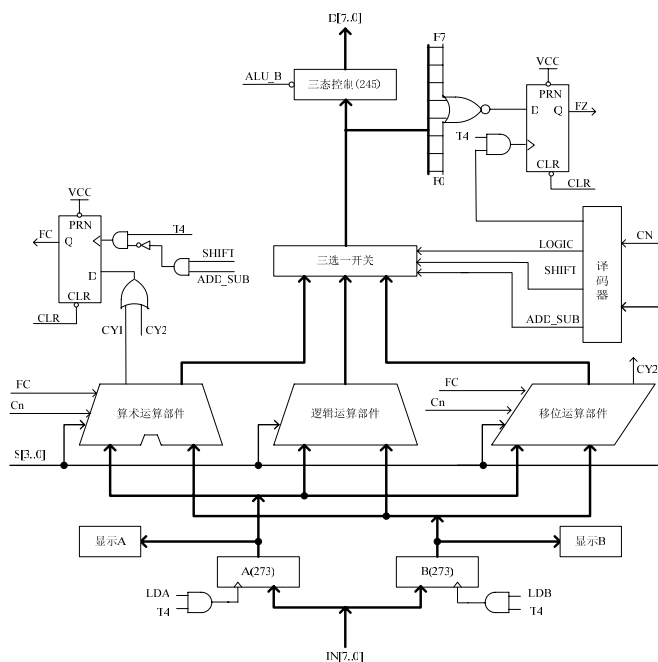 D[7..0]
F7
VCC
ALU_B
三态控制(245)
PRN
D
Q
FZ
T4
CLR
F0
CLR
VCC
FC
PRN
Q
T4
SHIFT
D
ADD_SUB
CLR
CLR
CY1
CY2
三选一开关
LOGIC
SHIFT
ADD_SUB
译码器
CN
FC
Cn
算术运算部件
逻辑运算部件
FC
Cn
移位运算部件
CY2
S[3..0]
显示A
显示B
A(273)
B(273)
LDA
T4
LDB
T4
IN[7..0]